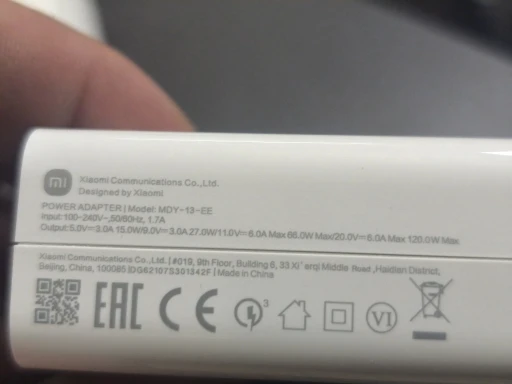 mi
Xiaomi Communications Co.,Ltd.
Designed by Xiaomi
POWER ADAPTER | Model: MDY-13-EE
Input:100-240V~,50/60Hz, 1.7A
Output:5.0V⎓3.0A 15.0W/9.0V⎓3.0A 27.0W/11.0V⎓6.0A Max 66.0W Max/20.0V⎓6.0A Max 120.0W Max
Xiaomi Communications Co., Ltd. | #019, 9th Floor, Building 6, 33 Xi'erqi Middle Road ,Haidian District,
Beijing, China, 100085 |DG62107S301342F | Made in China
EAC CE 3 VI